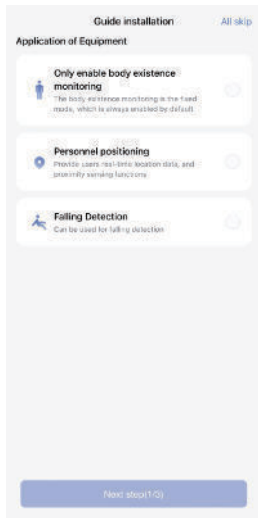 Guide installation
All skip
Application of Equipment
Only enable body existence
monitoring
The body existence monitoring is the fixed
mode, which is always enabled by default
Personnel positioning
Provide users real-time location data, and
proximity sensing functions
Falling Detection
Can be used for falling detection
Next step(1/3)